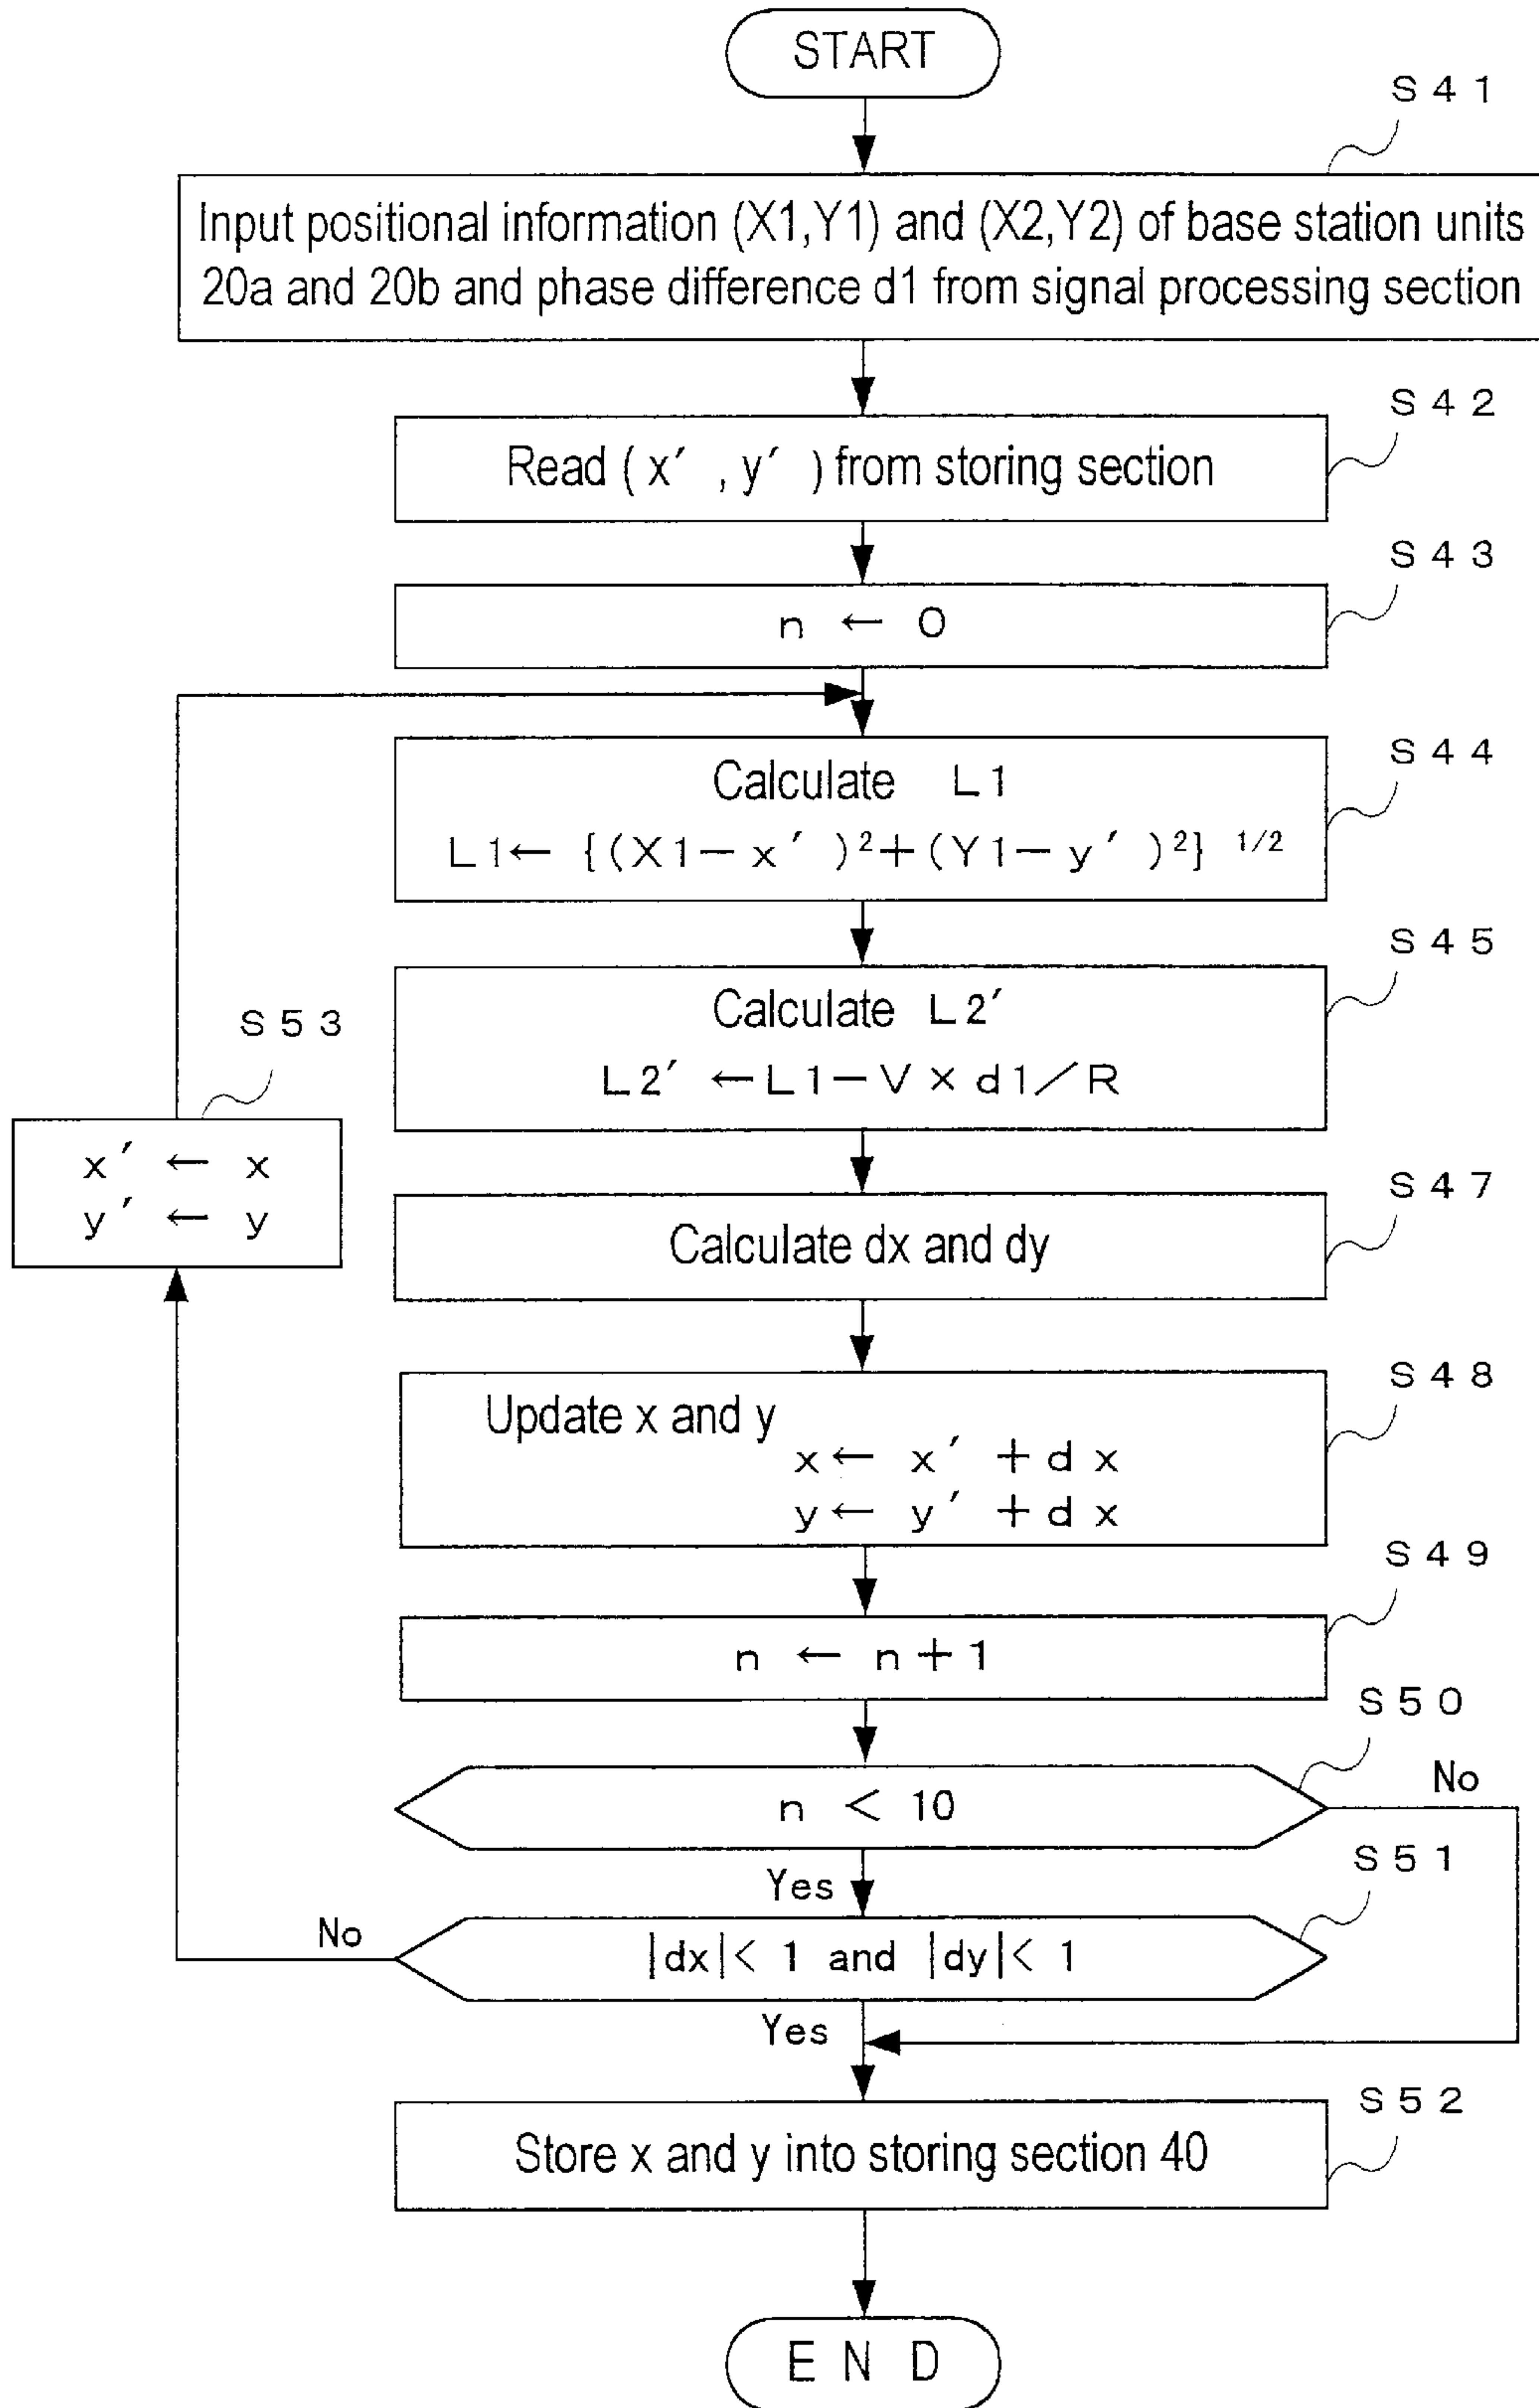 START
S41
Input positional information (X1,Y1) and (X2,Y2) of base station units
20a and 20b and phase difference d1 from signal processing section
S42
Read (x′, y′) from storing section
S43
n ← 0
S44
Calculate L1
L1← {(X1−x′)²+(Y1−y′)²} 1/2
S45
Calculate L2′
L2′ ←L1−V×d1/R
S53
x′ ← x
y′ ← y
S47
Calculate dx and dy
S48
Update x and y
x← x′ +dx
y← y′ +dx
S49
n ← n+1
S50
n < 10
No
Yes
S51
|dx|< 1 and |dy|< 1
No
Yes
S52
Store x and y into storing section 40
END